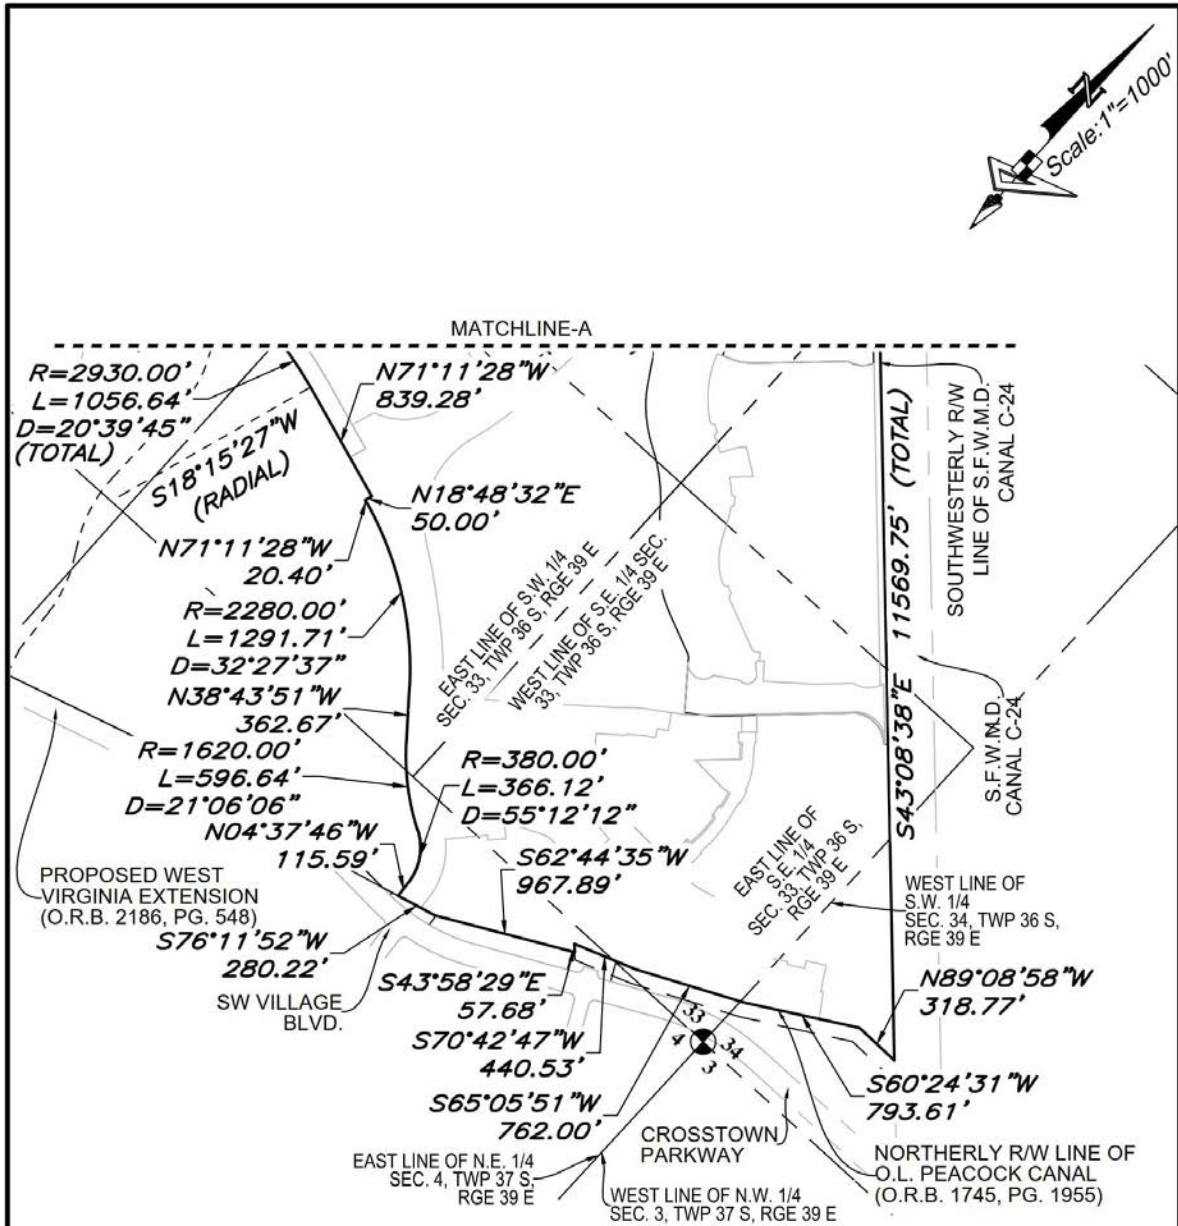 N
Scale:1"=1000'
MATCHLINE-A
R=2930.00'
L=1056.64'
D=20°39'45"
(TOTAL)
N71°11'28"W
839.28'
S18°15'27"W
(RADIAL)
N18°48'32"E
50.00'
N71°11'28"W
20.40'
R=2280.00'
L=1291.71'
D=32°27'37"
N38°43'51"W
362.67'
R=1620.00'
L=596.64'
D=21°06'06"
N04°37'46"W
115.59'
R=380.00'
L=366.12'
D=55°12'12"
EAST LINE OF S.W. 1/4
SEC. 33, TWP 36 S, RGE 39 E
WEST LINE OF S.E. 1/4 SEC.
33, TWP 36 S, RGE 39 E
S43°08'38"E 11569.75' (TOTAL)
SOUTHWESTERLY R/W
LINE OF S.F.W.M.D.
CANAL C-24
S.F.W.M.D.
CANAL C-24
EAST LINE OF
S.E. 1/4
SEC. 33, TWP 36 S,
RGE 39 E
WEST LINE OF
S.W. 1/4
SEC. 34, TWP 36 S,
RGE 39 E
PROPOSED WEST
VIRGINIA EXTENSION
(O.R.B. 2186, PG. 548)
S62°44'35"W
967.89'
S76°11'52"W
280.22'
SW VILLAGE
BLVD.
S43°58'29"E
57.68'
S70°42'47"W
440.53'
S65°05'51"W
762.00'
33
34
4
3
N89°08'58"W
318.77'
S60°24'31"W
793.61'
CROSSTOWN
PARKWAY
NORTHERLY R/W LINE OF
O.L. PEACOCK CANAL
(O.R.B. 1745, PG. 1955)
EAST LINE OF N.E. 1/4
SEC. 4, TWP 37 S,
RGE 39 E
WEST LINE OF N.W. 1/4
SEC. 3, TWP 37 S, RGE 39 E